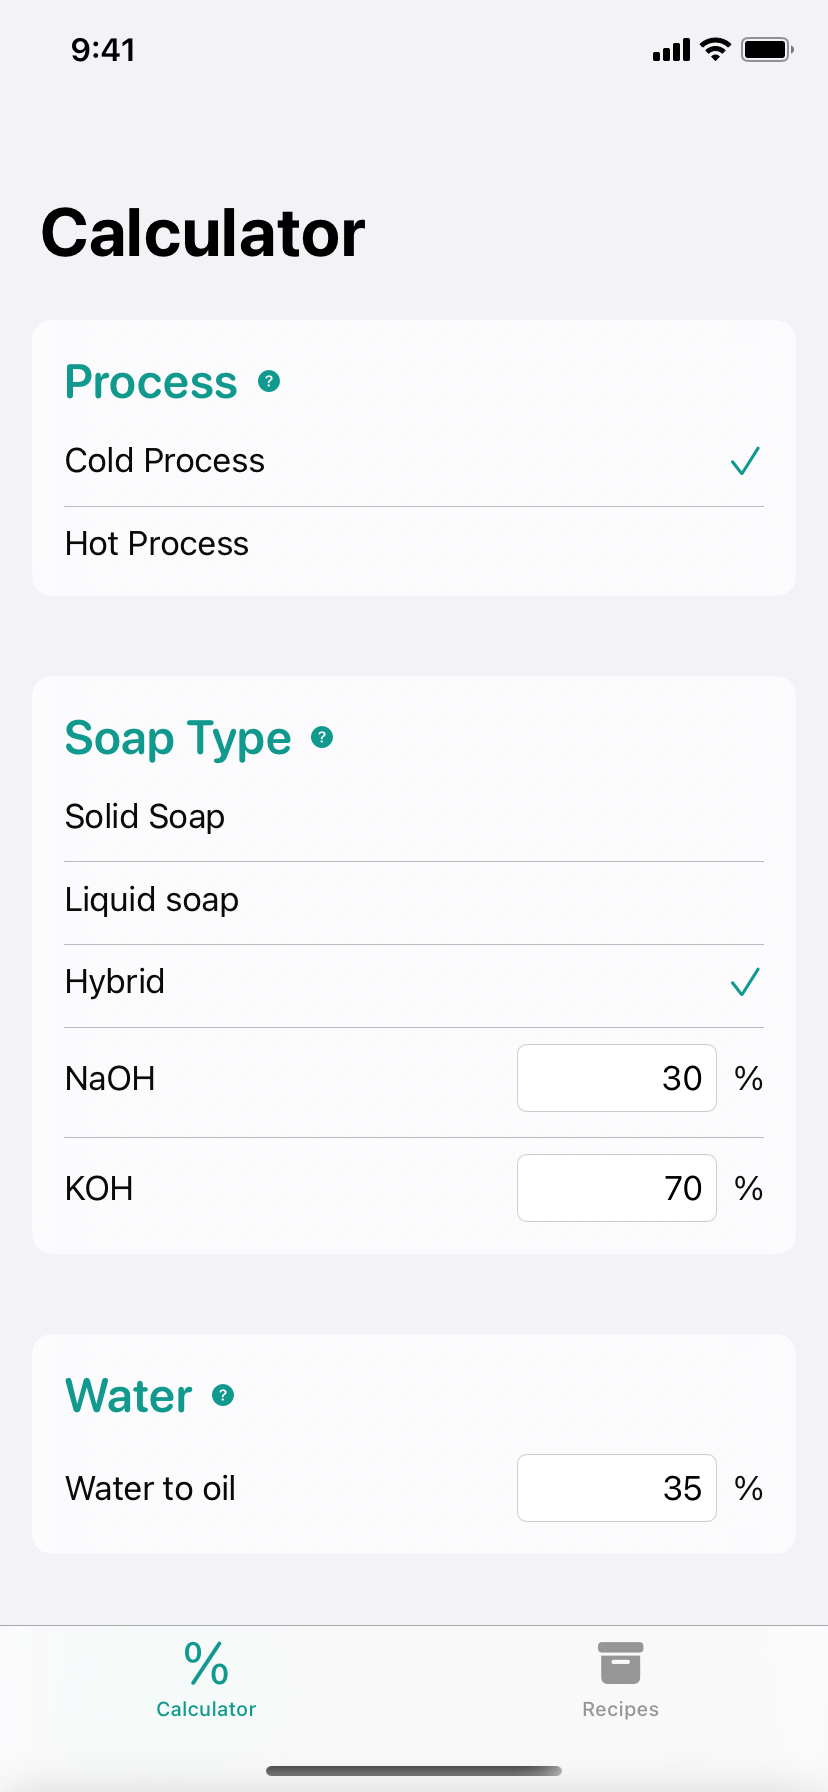 9:41
Calculator
Process ?
Cold Process
Hot Process
Soap Type ?
Solid Soap
Liquid soap
Hybrid
NaOH 30 %
KOH 70 %
Water ?
Water to oil 35 %
%
Calculator Recipes